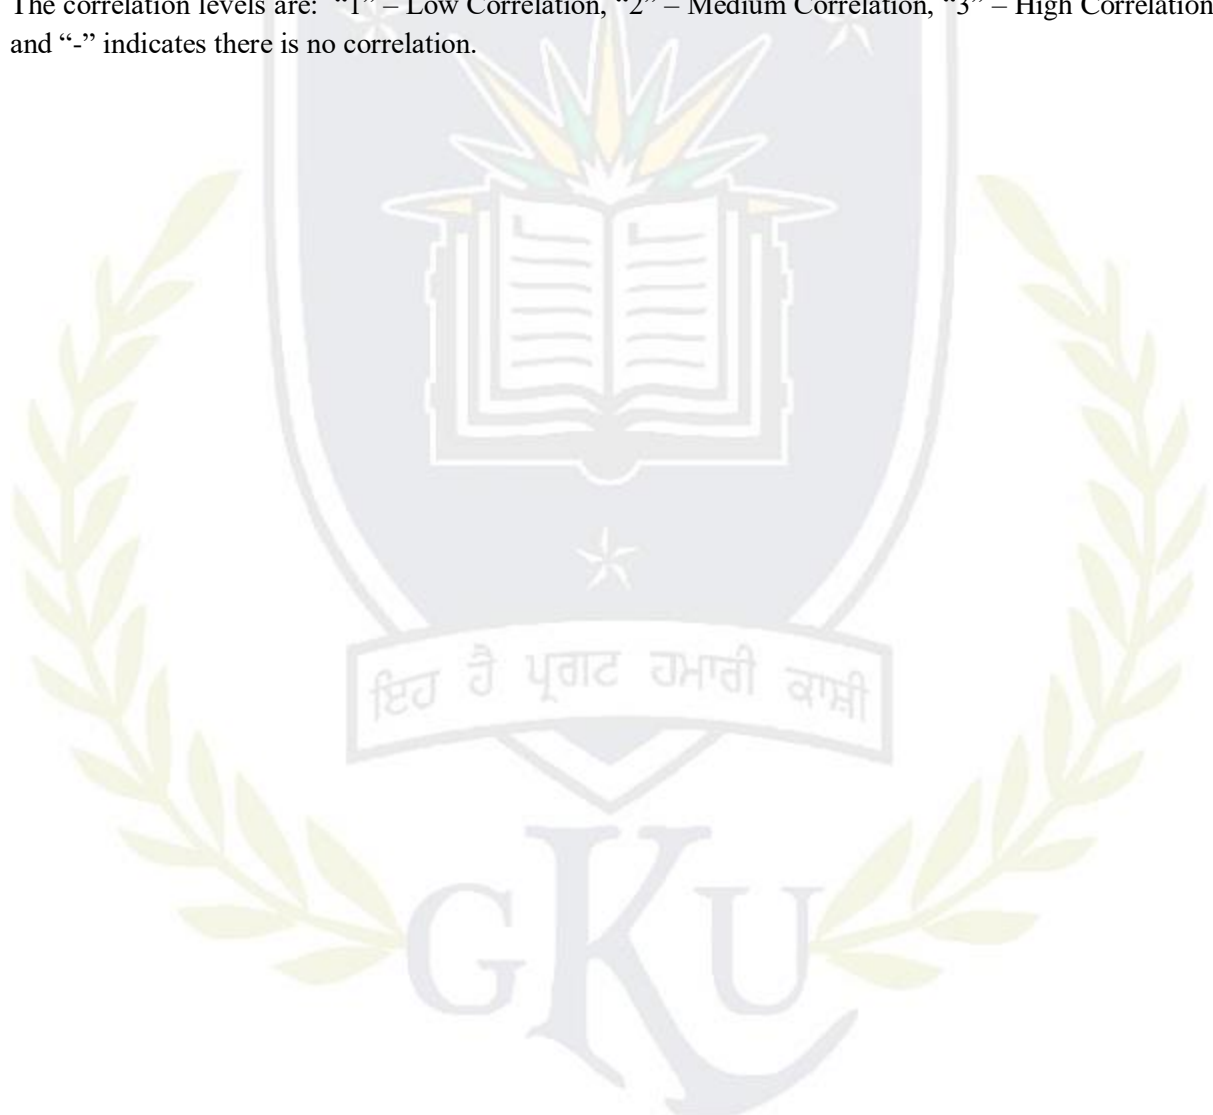 The correlation levels are: “1” – Low Correlation, “2” – Medium Correlation, “3” – High Correlation
and “-” indicates there is no correlation.
ਇਹ ਹੈ ਪ੍ਰਗਟ ਹਮਾਰੀ ਕਾਸ਼ੀ
GKU